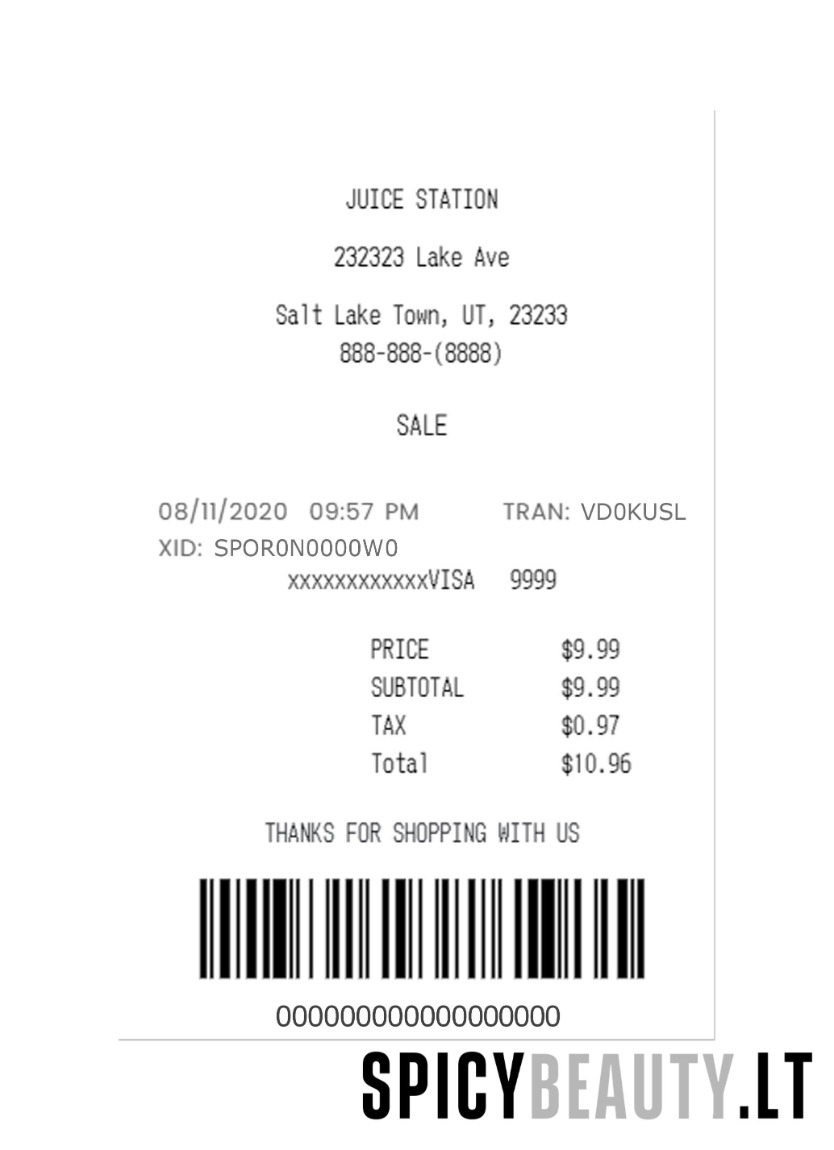 JUICE STATION
232323 Lake Ave
Salt Lake Town, UT, 23233
888-888-(8888)
SALE
08/11/2020 09:57 PM TRAN: VD0KUSL
XID: SPOR0N0000W0
xxxxxxxxxxxxVISA 9999
PRICE $9.99
SUBTOTAL $9.99
TAX $0.97
Total $10.96
THANKS FOR SHOPPING WITH US
000000000000000000
SPICYBEAUTY.LT